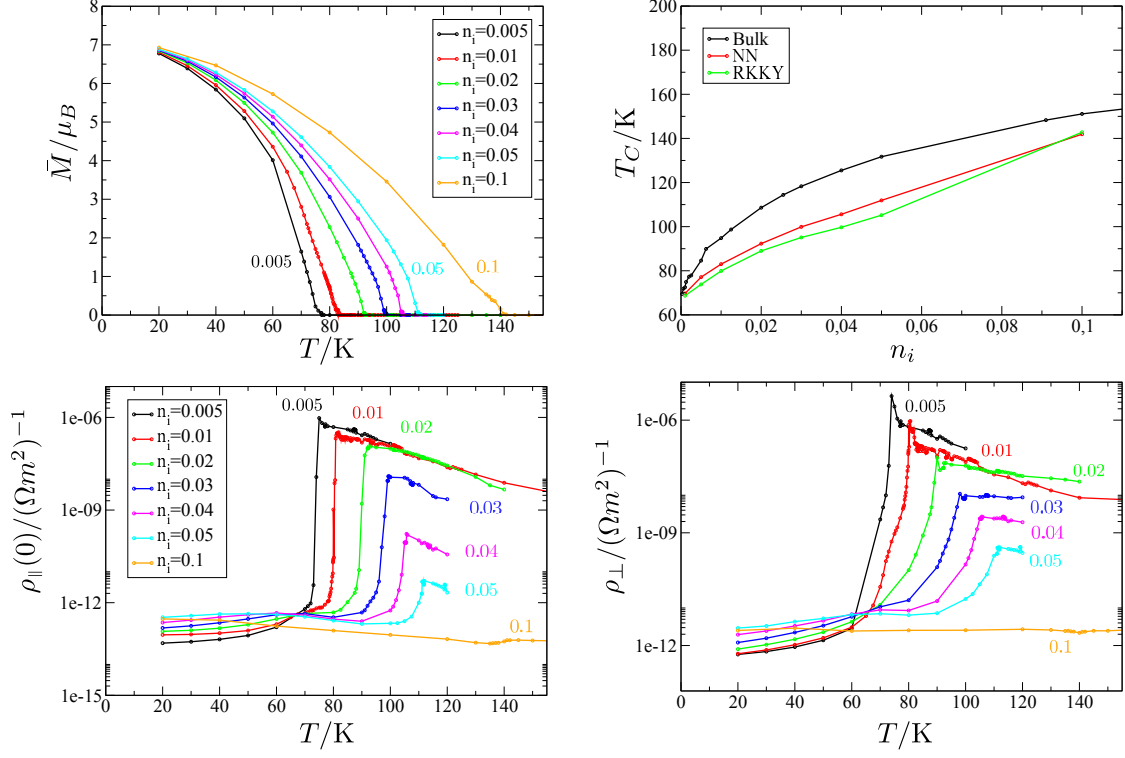 8
7
6
5
4
3
2
1
0
M̄/μ_B
0 20 40 60 80 100 120 140
T/K
n_i=0.005
n_i=0.01
n_i=0.02
n_i=0.03
n_i=0.04
n_i=0.05
n_i=0.1
0.005
0.05
0.1
200
180
160
140
120
100
80
60
T_C/K
0 0,02 0,04 0,06 0,08 0,1
n_i
Bulk
NN
RKKY
1e-06
1e-09
1e-12
1e-15
ρ_∥(0)/(Ωm²)⁻¹
0 20 40 60 80 100 120 140
T/K
n_i=0.005
n_i=0.01
n_i=0.02
n_i=0.03
n_i=0.04
n_i=0.05
n_i=0.1
0.005
0.01
0.02
0.03
0.04
0.05
0.1
1e-06
1e-09
1e-12
ρ_⊥/(Ωm²)⁻¹
0 20 40 60 80 100 120 140
T/K
0.005
0.01
0.02
0.03
0.04
0.05
0.1